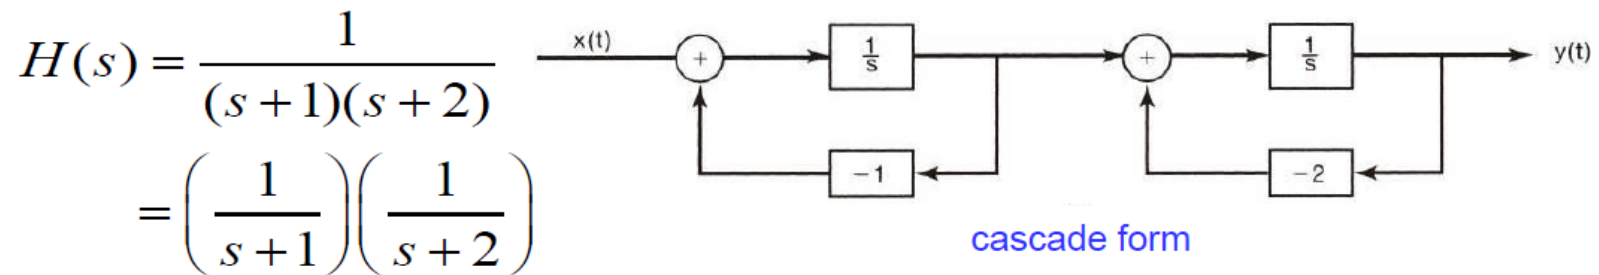 H(s) = 1 / ((s+1)(s+2))
= (1 / (s+1)) (1 / (s+2))
x(t)
+
1/s
+
1/s
y(t)
−1
−2
cascade form